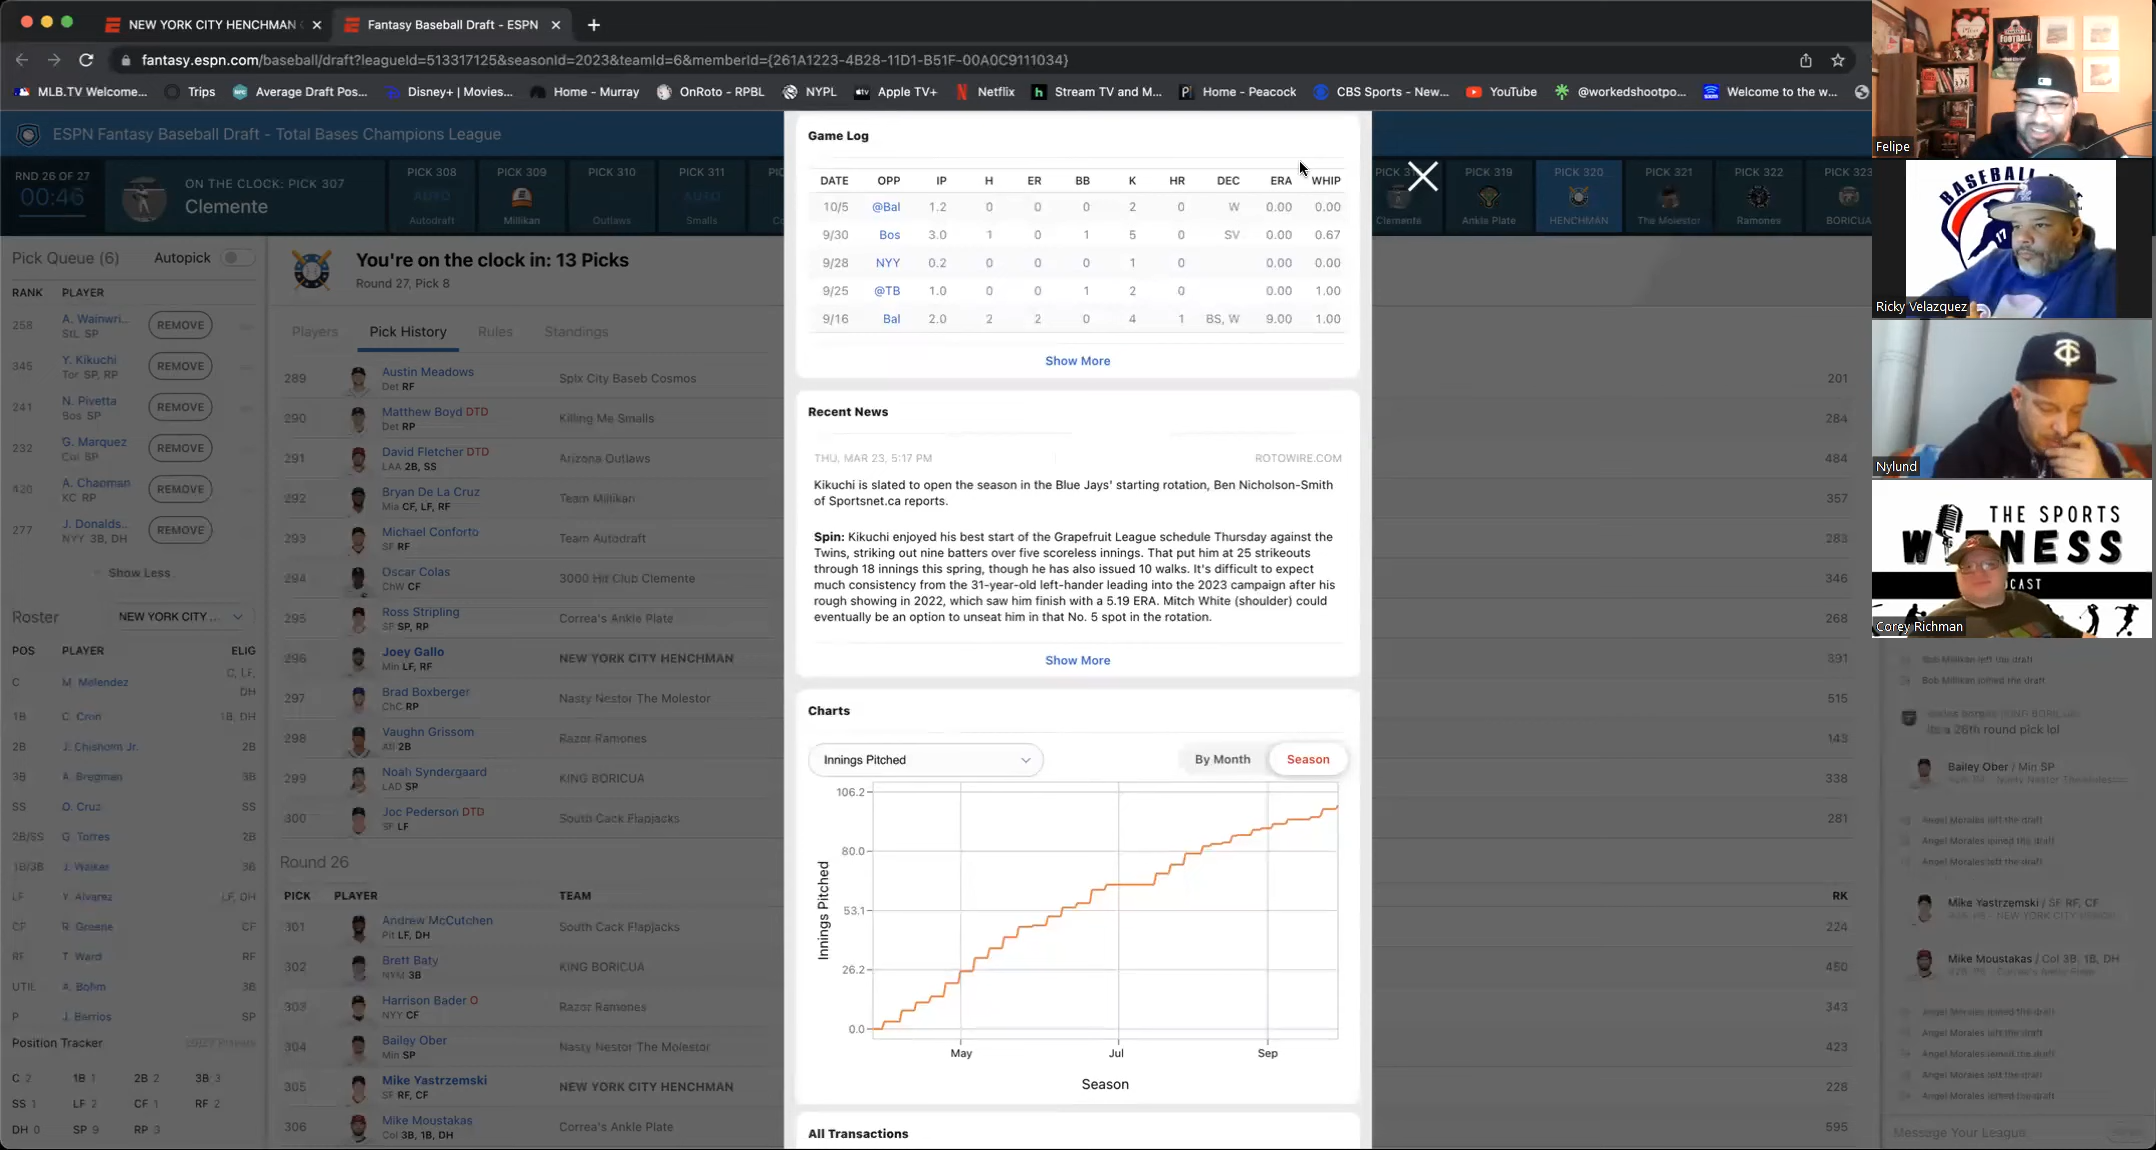 NEW YORK CITY HENCHMAN
Fantasy Baseball Draft - ESPN
fantasy.espn.com/baseball/draft?leagueId=513317125&seasonId=2023&teamId=6&memberId={261A1223-4B28-11D1-B51F-00A0C9111034}
MLB.TV Welcome...
Trips
Average Draft Pos...
Disney+ | Movies...
Home - Murray
OnRoto - RPBL
NYPL
Apple TV+
Netflix
Stream TV and M...
Home - Peacock
CBS Sports - New...
YouTube
@workedshootpo...
Welcome to the w...
ESPN Fantasy Baseball Draft - Total Bases Champions League
RND 26 OF 27
00:46
ON THE CLOCK: PICK 307
Clemente
PICK 308
AUTO
Autodraft
PICK 309
Millikan
PICK 310
Outlaws
PICK 311
AUTO
Smalls
Clemente
PICK 319
Ankle Plate
PICK 320
HENCHMAN
PICK 321
The Molestor
PICK 322
Ramones
PICK 323
BORICUA
Pick Queue (6)
Autopick
RANK PLAYER
258 A. Wainwri... StL SP REMOVE
345 Y. Kikuchi Tor SP, RP REMOVE
241 N. Pivetta Bos SP REMOVE
232 G. Marquez Col SP REMOVE
420 A. Chapman KC RP REMOVE
277 J. Donalds... NYY 3B, DH REMOVE
Show Less
Roster NEW YORK CITY ...
POS PLAYER ELIG
C M. Melendez C, LF, DH
1B C. Cron 1B, DH
2B J. Chisholm Jr. 2B
3B A. Bregman 3B
SS O. Cruz SS
2B/SS G. Torres 2B
1B/3B J. Walker 3B
LF Y. Alvarez LF, DH
CF R. Greene CF
RF T. Ward RF
UTIL A. Bohm 3B
P J. Berrios SP
Position Tracker
C 2 1B 1 2B 2 3B 3
SS 1 LF 2 CF 1 RF 2
DH 0 SP 9 RP 3
You're on the clock in: 13 Picks
Round 27, Pick 8
Players Pick History Rules Standings
289 Austin Meadows Det RF Splx City Baseb Cosmos 201
290 Matthew Boyd DTD Det RP Killing Me Smalls 284
291 David Fletcher DTD LAA 2B, SS Arizona Outlaws 484
292 Bryan De La Cruz Mia CF, LF, RF Team Millikan 357
293 Michael Conforto SF RF Team Autodraft 283
294 Oscar Colas ChW CF 3000 Hit Club Clemente 346
295 Ross Stripling SF SP, RP Correa's Ankle Plate 268
296 Joey Gallo Min LF, RF NEW YORK CITY HENCHMAN 391
297 Brad Boxberger ChC RP Nasty Nestor The Molestor 515
298 Vaughn Grissom Atl 2B Razor Ramones 143
299 Noah Syndergaard LAD SP KING BORICUA 338
300 Joc Pederson DTD SF LF South Cack Flapjacks 281
Round 26
PICK PLAYER TEAM RK
301 Andrew McCutchen Pit LF, DH South Cack Flapjacks 224
302 Brett Baty NYM 3B KING BORICUA 450
303 Harrison Bader O NYY CF Razor Ramones 343
304 Bailey Ober Min SP Nasty Nestor The Molestor 423
305 Mike Yastrzemski SF RF, CF NEW YORK CITY HENCHMAN 228
306 Mike Moustakas Col 3B, 1B, DH Correa's Ankle Plate 595
Game Log
DATE OPP IP H ER BB K HR DEC ERA WHIP
10/5 @Bal 1.2 0 0 0 2 0 W 0.00 0.00
9/30 Bos 3.0 1 0 1 5 0 SV 0.00 0.67
9/28 NYY 0.2 0 0 0 1 0 0.00 0.00
9/25 @TB 1.0 0 0 1 2 0 0.00 1.00
9/16 Bal 2.0 2 2 0 4 1 BS, W 9.00 1.00
Show More
Recent News
THU, MAR 23, 5:17 PM ROTOWIRE.COM
Kikuchi is slated to open the season in the Blue Jays' starting rotation, Ben Nicholson-Smith
of Sportsnet.ca reports.
Spin: Kikuchi enjoyed his best start of the Grapefruit League schedule Thursday against the
Twins, striking out nine batters over five scoreless innings. That put him at 25 strikeouts
through 18 innings this spring, though he has also issued 10 walks. It's difficult to expect
much consistency from the 31-year-old left-hander leading into the 2023 campaign after his
rough showing in 2022, which saw him finish with a 5.19 ERA. Mitch White (shoulder) could
eventually be an option to unseat him in that No. 5 spot in the rotation.
Show More
Charts
Innings Pitched By Month Season
106.2
80.0
53.1
26.2
0.0
Innings Pitched
May Jul Sep
Season
All Transactions
Felipe
BASEBALL
17
Ricky Velazquez
TC
Nylund
THE SPORTS
WITNESS
Corey Richman
Bob Millikan left the draft
Bob Millikan joined the draft
26th round pick lol
Bailey Ober / Min SP
Angel Morales left the draft
Angel Morales joined the draft
Angel Morales left the draft
Mike Yastrzemski / SF RF, CF
Mike Moustakas / Col 3B, 1B, DH
Angel Morales joined the draft
Angel Morales left the draft
Angel Morales joined the draft
Angel Morales left the draft
Angel Morales joined the draft
Message Your League